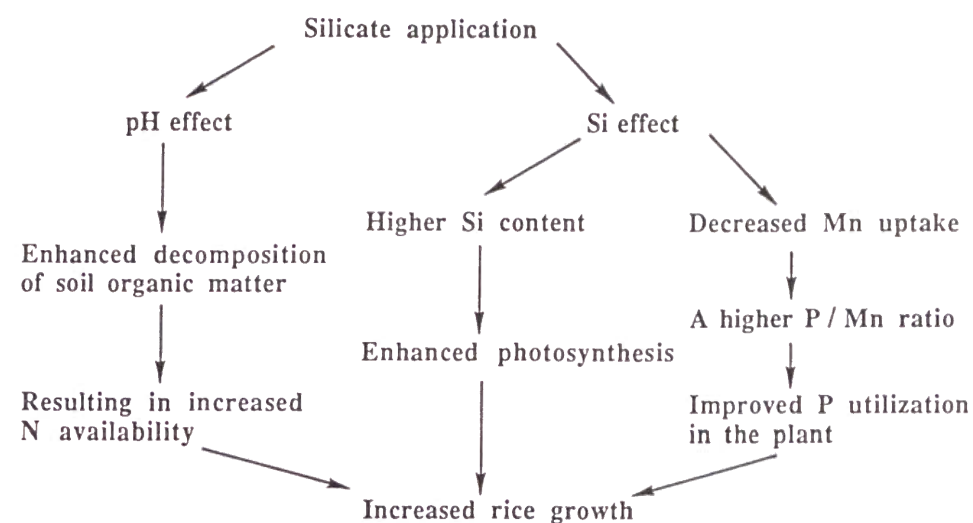 Silicate application
pH effect
Si effect
Higher Si content
Decreased Mn uptake
Enhanced decomposition
of soil organic matter
A higher P / Mn ratio
Enhanced photosynthesis
Resulting in increased
N availability
Improved P utilization
in the plant
Increased rice growth